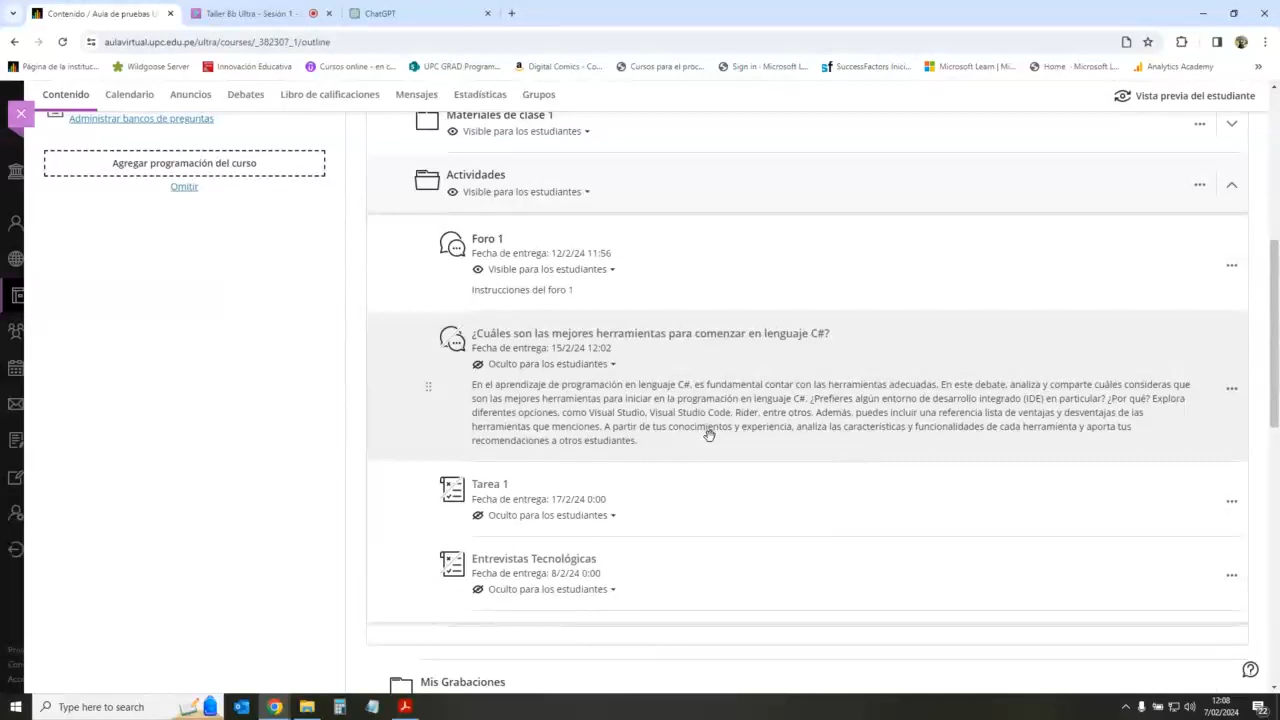 Contenido / Aula de pruebas U
Taller Bb Ultra - Sesión 1 -
ChatGPT
aulavirtual.upc.edu.pe/ultra/courses/_382307_1/outline
Página de la instituc...
Wildgoose Server
Innovación Educativa
Cursos online - en c...
UPC GRAD Program...
Digital Comics - Co...
Cursos para el proc...
Sign in · Microsoft L...
SuccessFactors Inici...
Microsoft Learn | Mi...
Home · Microsoft L...
Analytics Academy
Contenido
Calendario
Anuncios
Debates
Libro de calificaciones
Mensajes
Estadísticas
Grupos
Vista previa del estudiante
Administrar bancos de preguntas
Agregar programación del curso
Omitir
Materiales de clase 1
Visible para los estudiantes
Actividades
Visible para los estudiantes
Foro 1
Fecha de entrega: 12/2/24 11:56
Visible para los estudiantes
Instrucciones del foro 1
¿Cuáles son las mejores herramientas para comenzar en lenguaje C#?
Fecha de entrega: 15/2/24 12:02
Oculto para los estudiantes
En el aprendizaje de programación en lenguaje C#, es fundamental contar con las herramientas adecuadas. En este debate, analiza y comparte cuáles consideras que
son las mejores herramientas para iniciar en la programación en lenguaje C#. ¿Prefieres algún entorno de desarrollo integrado (IDE) en particular? ¿Por qué? Explora
diferentes opciones, como Visual Studio, Visual Studio Code, Rider, entre otros. Además, puedes incluir una referencia lista de ventajas y desventajas de las
herramientas que menciones. A partir de tus conocimientos y experiencia, analiza las características y funcionalidades de cada herramienta y aporta tus
recomendaciones a otros estudiantes.
Tarea 1
Fecha de entrega: 17/2/24 0:00
Oculto para los estudiantes
Entrevistas Tecnológicas
Fecha de entrega: 8/2/24 0:00
Oculto para los estudiantes
Mis Grabaciones
Priv
Acc
Type here to search
12:08
7/02/2024
22